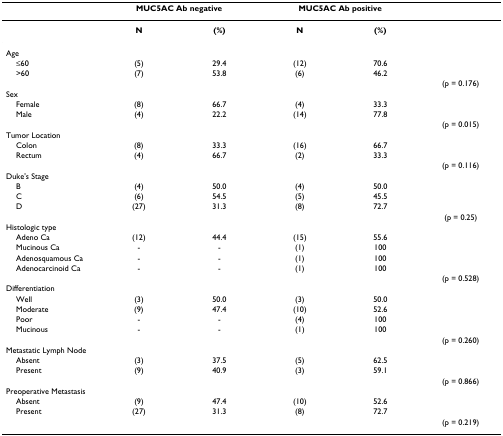 MUC5AC Ab negative MUC5AC Ab positive
N (%) N (%)
Age
≤60 (5) 29.4 (12) 70.6
>60 (7) 53.8 (6) 46.2
(p = 0.176)
Sex
Female (8) 66.7 (4) 33.3
Male (4) 22.2 (14) 77.8
(p = 0.015)
Tumor Location
Colon (8) 33.3 (16) 66.7
Rectum (4) 66.7 (2) 33.3
(p = 0.116)
Duke's Stage
B (4) 50.0 (4) 50.0
C (6) 54.5 (5) 45.5
D (27) 31.3 (8) 72.7
(p = 0.25)
Histologic type
Adeno Ca (12) 44.4 (15) 55.6
Mucinous Ca - - (1) 100
Adenosquamous Ca - - (1) 100
Adenocarcinoid Ca - - (1) 100
(p = 0.528)
Differentiation
Well (3) 50.0 (3) 50.0
Moderate (9) 47.4 (10) 52.6
Poor - - (4) 100
Mucinous - - (1) 100
(p = 0.260)
Metastatic Lymph Node
Absent (3) 37.5 (5) 62.5
Present (9) 40.9 (3) 59.1
(p = 0.866)
Preoperative Metastasis
Absent (9) 47.4 (10) 52.6
Present (27) 31.3 (8) 72.7
(p = 0.219)